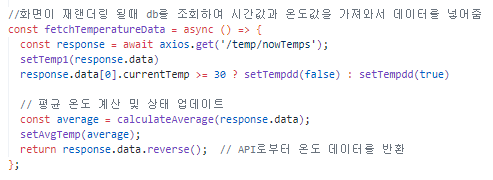 //화면이 재랜더링 될때 db를 조회하여 시간값과 온도값을 가져와서 데이터를 넣어줌
const fetchTemperatureData = async () => {
  const response = await axios.get('/temp/nowTemps');
  setTemp1(response.data)
  response.data[0].currentTemp >= 30 ? setTempdd(false) : setTempdd(true)

  // 평균 온도 계산 및 상태 업데이트
  const average = calculateAverage(response.data);
  setAvgTemp(average);
  return response.data.reverse();  // API로부터 온도 데이터를 반환
};